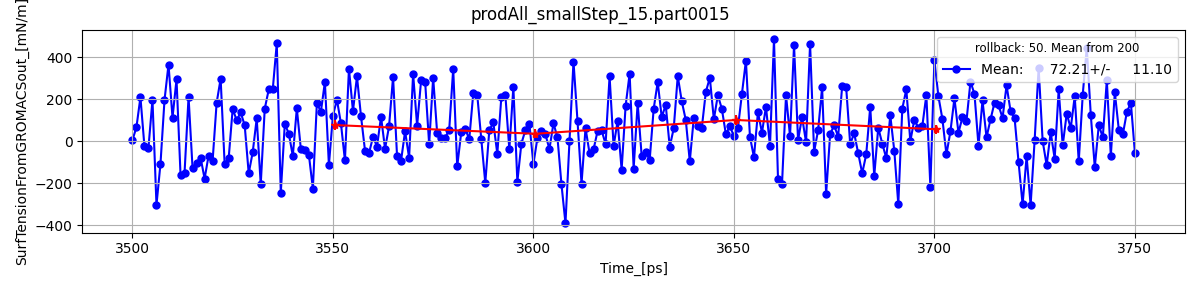 prodAll_smallStep_15.part0015
SurfTensionFromGROMACSout_[mN/m]
400
200
0
−200
−400
rollback: 50. Mean from 200
Mean: 72.21+/- 11.10
3500 3550 3600 3650 3700 3750
Time_[ps]